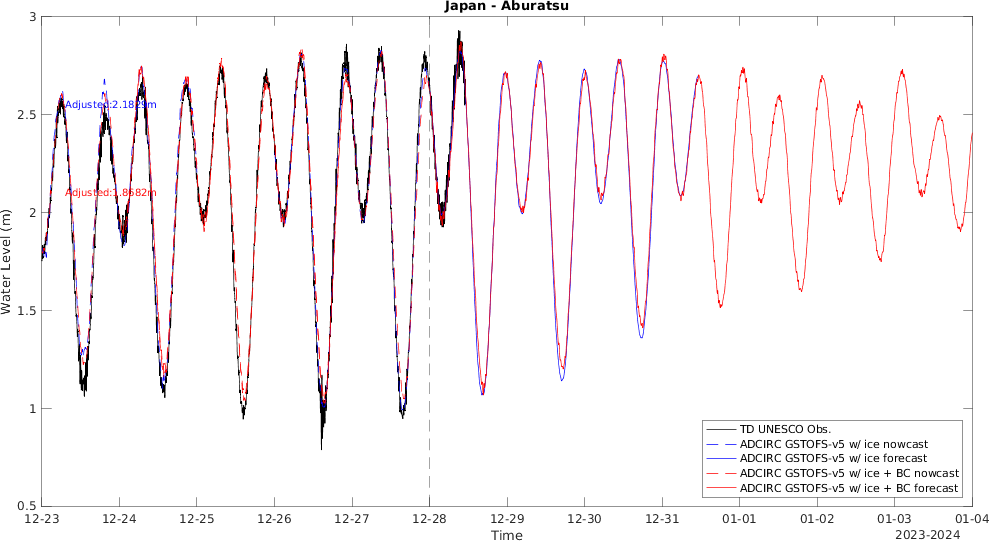 Japan - Aburatsu
Water Level (m)
3
2.5
2
1.5
1
0.5
Adjusted:2.1829m
Adjusted:1.8682m
TD UNESCO Obs.
ADCIRC GSTOFS-v5 w/ ice nowcast
ADCIRC GSTOFS-v5 w/ ice forecast
ADCIRC GSTOFS-v5 w/ ice + BC nowcast
ADCIRC GSTOFS-v5 w/ ice + BC forecast
12-23 12-24 12-25 12-26 12-27 12-28 12-29 12-30 12-31 01-01 01-02 01-03 01-04
Time
2023-2024